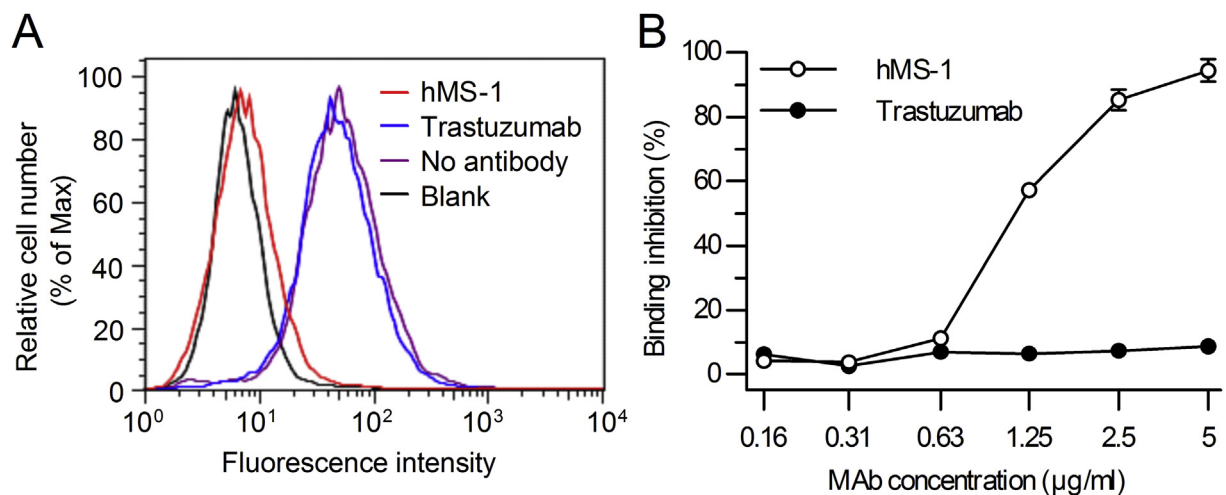 A
Relative cell number
(% of Max)
100
80
60
40
20
0
hMS-1
Trastuzumab
No antibody
Blank
10^0 10^1 10^2 10^3 10^4
Fluorescence intensity
B
Binding inhibition (%)
100
80
60
40
20
0
hMS-1
Trastuzumab
0.16 0.31 0.63 1.25 2.5 5
MAb concentration (µg/ml)